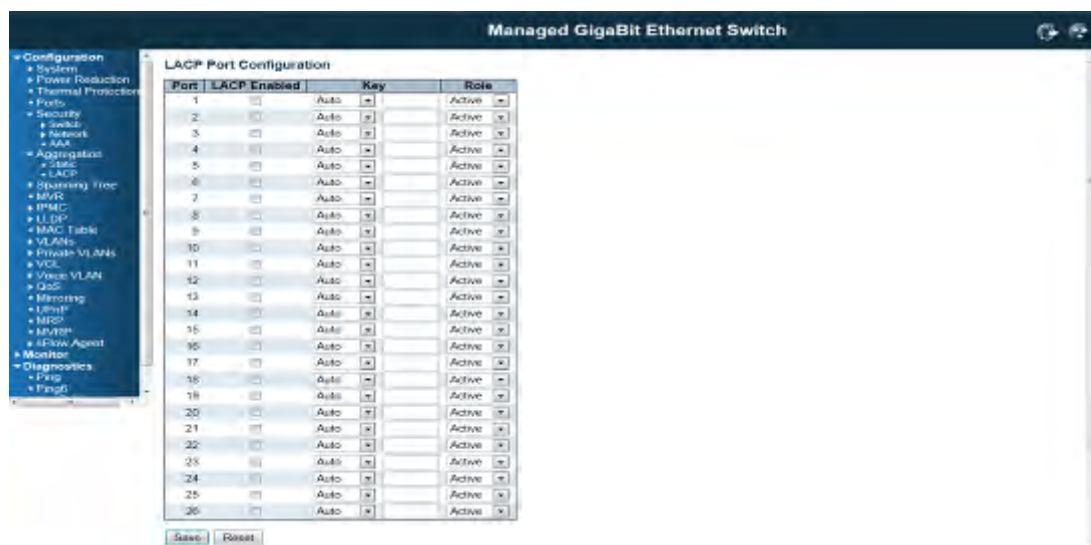 Managed GigaBit Ethernet Switch
Configuration
System
Power Reduction
Thermal Protection
Ports
Security
Switch
Network
AAA
Aggregation
Static
LACP
Spanning Tree
MVR
IPMC
LLDP
MAC Table
VLANs
Private VLANs
VCL
Voice VLAN
QoS
Mirroring
UPnP
MRP
MVRP
sFlow Agent
Monitor
Diagnostics
Ping
Ping6
LACP Port Configuration
Port LACP Enabled Key Role
1 Auto Active
2 Auto Active
3 Auto Active
4 Auto Active
5 Auto Active
6 Auto Active
7 Auto Active
8 Auto Active
9 Auto Active
10 Auto Active
11 Auto Active
12 Auto Active
13 Auto Active
14 Auto Active
15 Auto Active
16 Auto Active
17 Auto Active
18 Auto Active
19 Auto Active
20 Auto Active
21 Auto Active
22 Auto Active
23 Auto Active
24 Auto Active
25 Auto Active
26 Auto Active
Save Reset